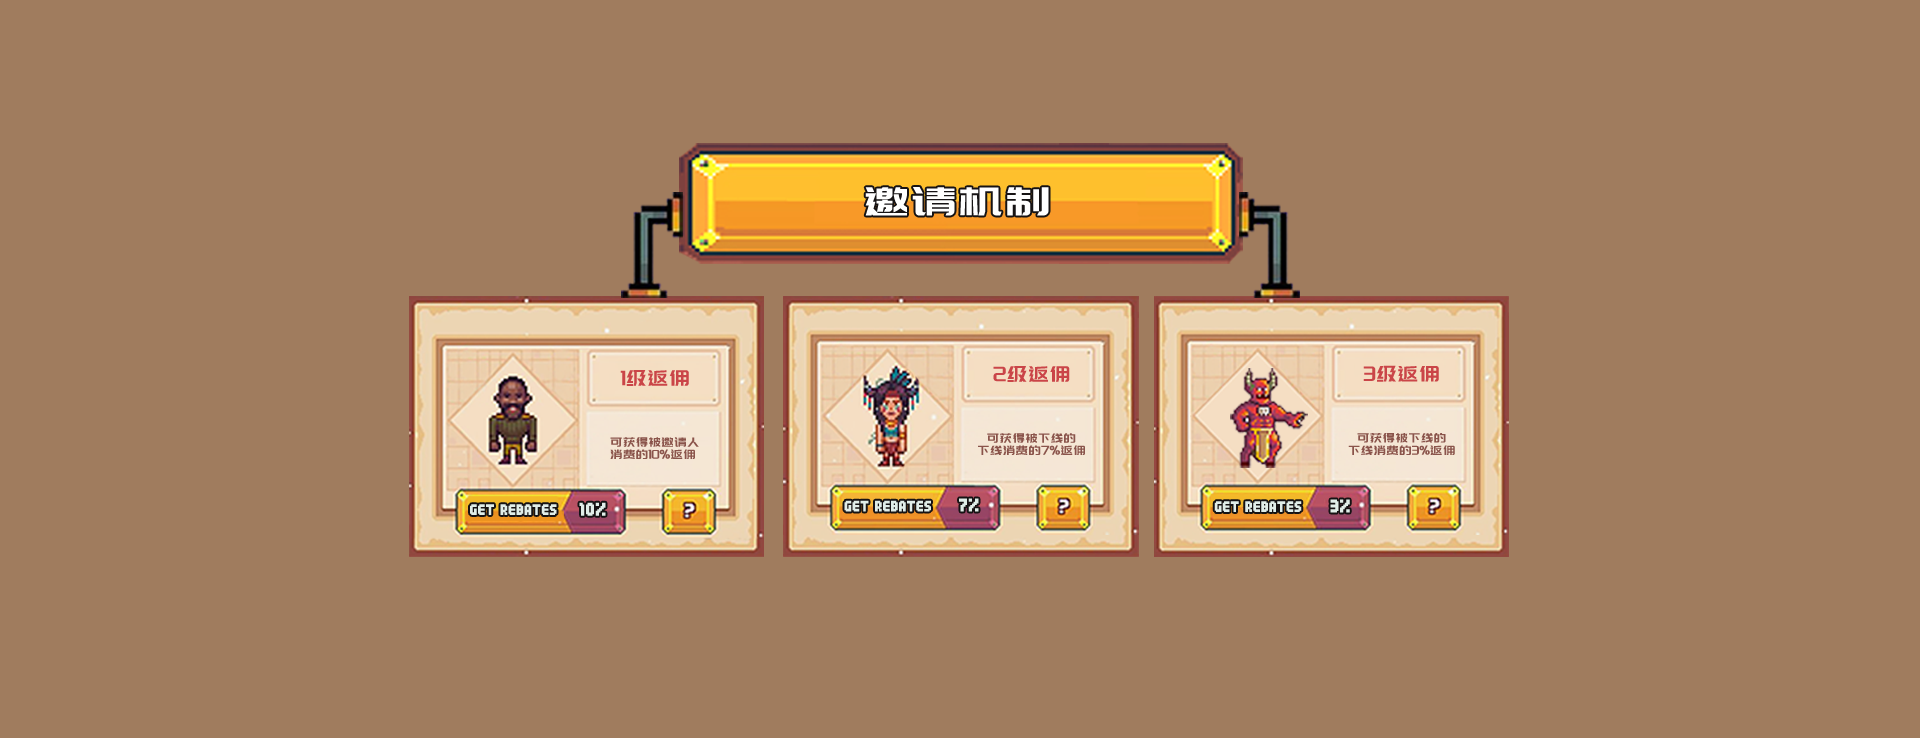 邀请机制
1级返佣
可获得被邀请人
消费的10%返佣
GET REBATES 10%
?
2级返佣
可获得被下线的
下线消费的7%返佣
GET REBATES 7%
?
3级返佣
可获得被下线的
下线消费的3%返佣
GET REBATES 3%
?